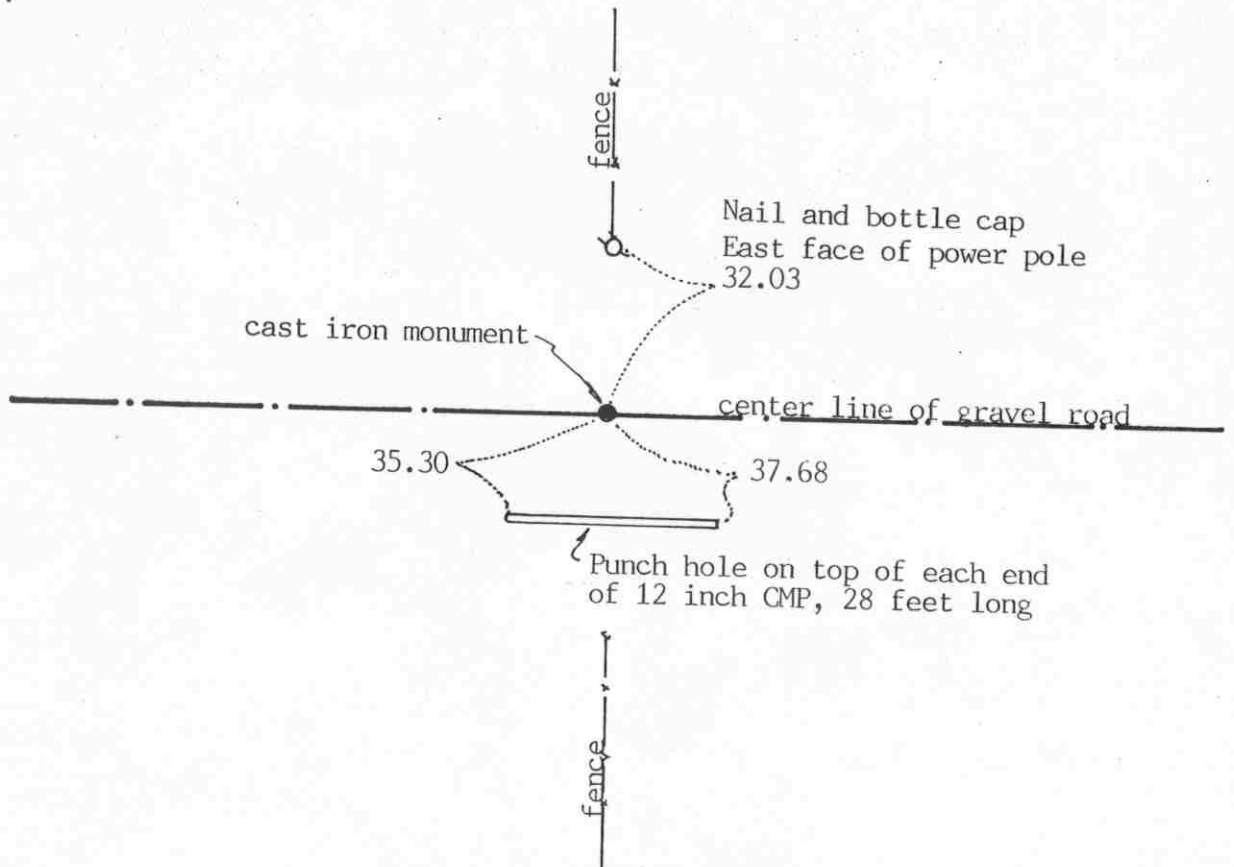 fence
Nail and bottle cap
East face of power pole
32.03
cast iron monument
center line of gravel road
35.30
37.68
Punch hole on top of each end
of 12 inch CMP, 28 feet long
fence